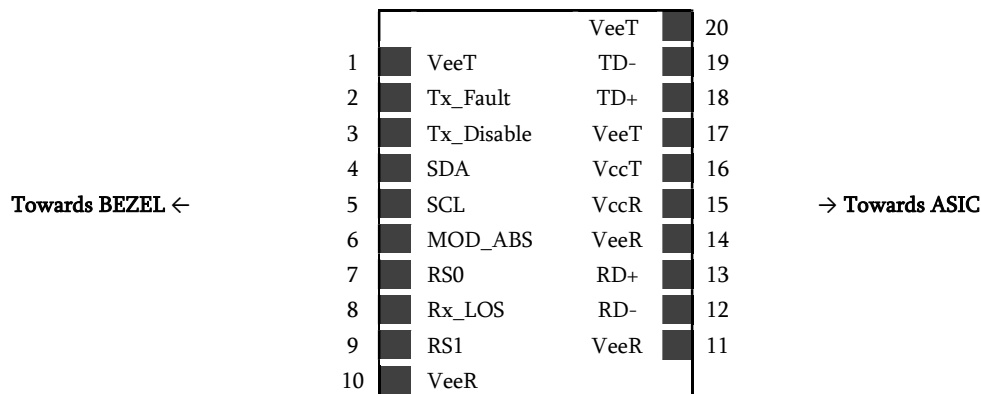 VeeT 20
1 VeeT TD- 19
2 Tx_Fault TD+ 18
3 Tx_Disable VeeT 17
4 SDA VccT 16
Towards BEZEL ← 5 SCL VccR 15 → Towards ASIC
6 MOD_ABS VeeR 14
7 RS0 RD+ 13
8 Rx_LOS RD- 12
9 RS1 VeeR 11
10 VeeR